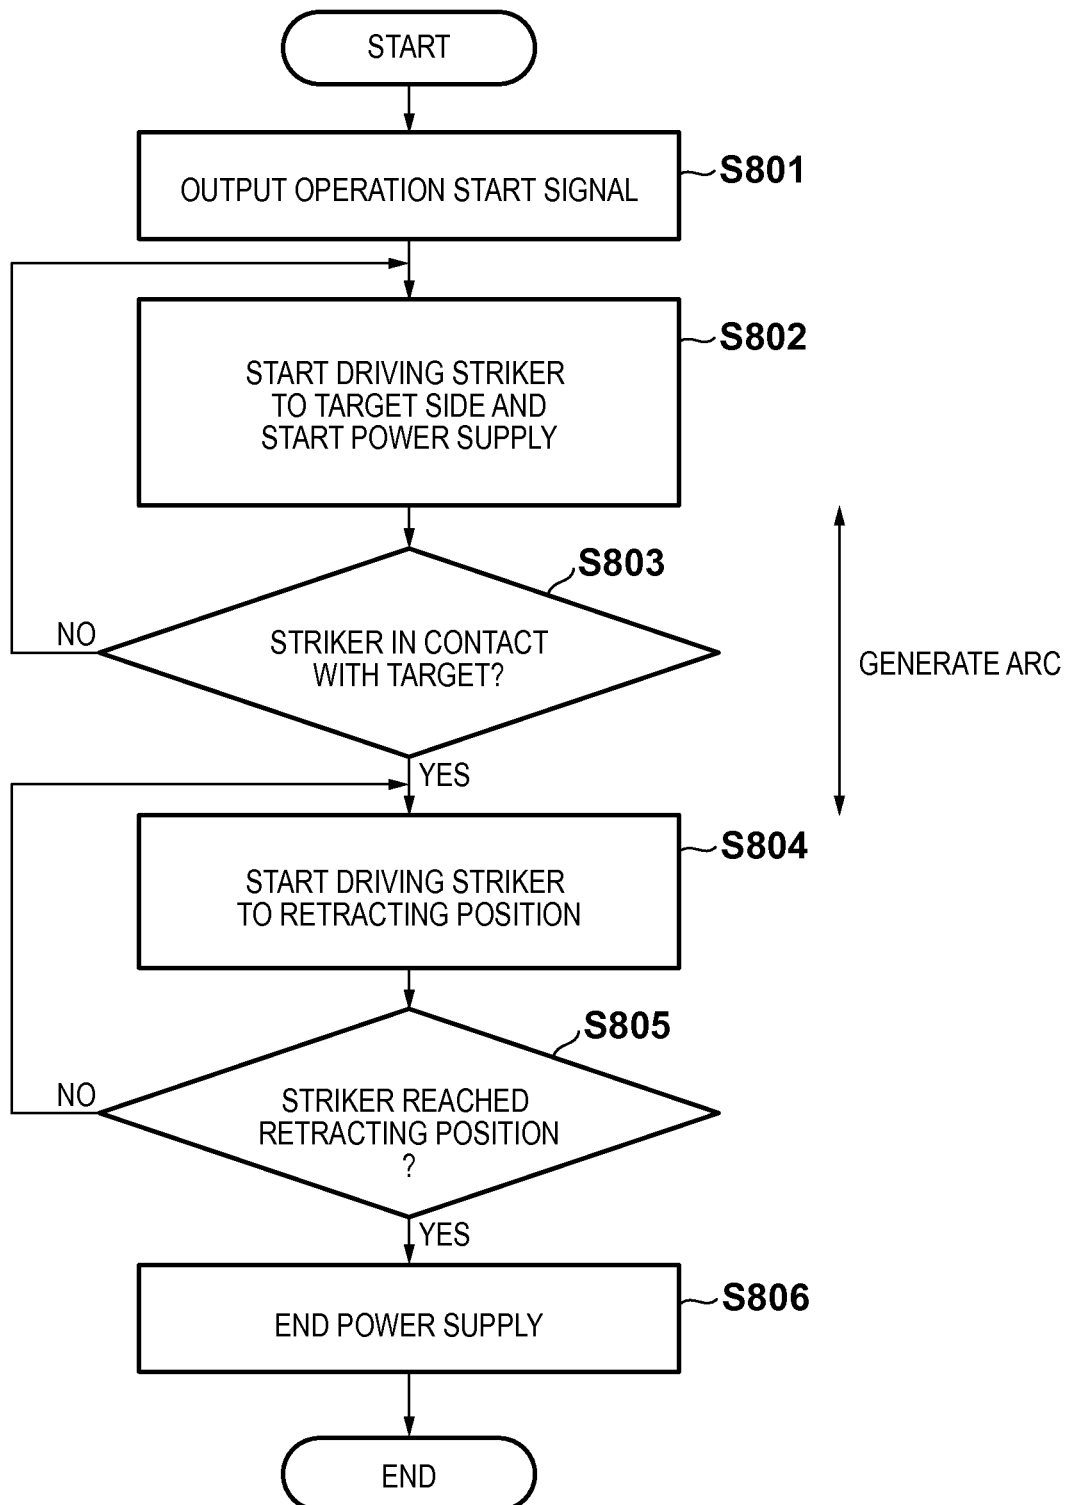 START
OUTPUT OPERATION START SIGNAL
S801
START DRIVING STRIKER
TO TARGET SIDE AND
START POWER SUPPLY
S802
STRIKER IN CONTACT
WITH TARGET?
S803
NO
YES
GENERATE ARC
START DRIVING STRIKER
TO RETRACTING POSITION
S804
STRIKER REACHED
RETRACTING POSITION
?
S805
NO
YES
END POWER SUPPLY
S806
END